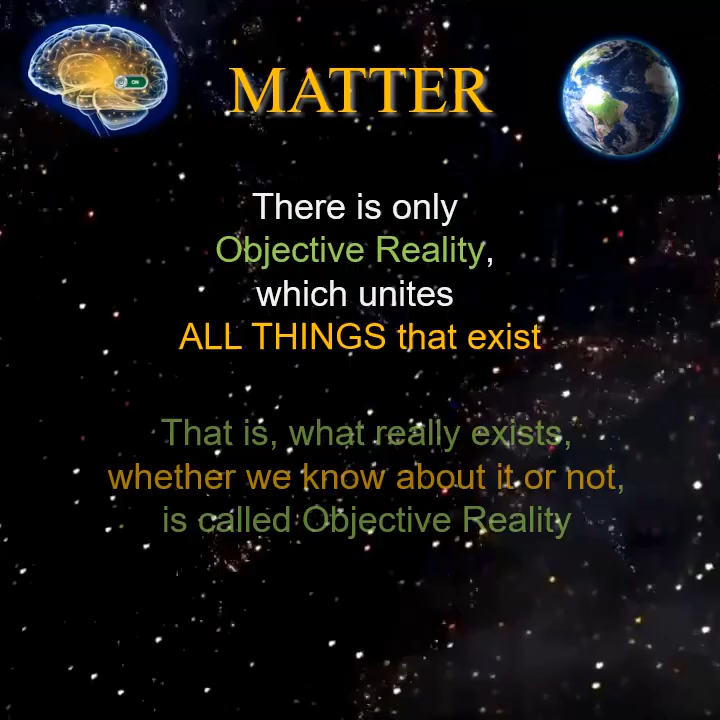 ON
MATTER
There is only
Objective Reality,
which unites
ALL THINGS that exist
That is, what really exists,
whether we know about it or not,
is called Objective Reality